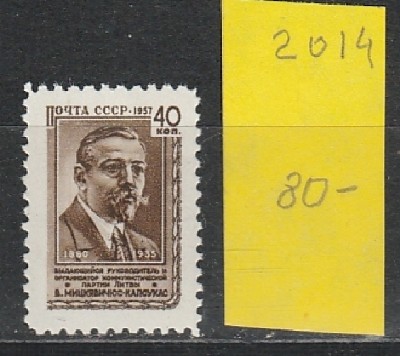 ПОЧТА СССР·1957
40
КОП.
1880 1935
ВЫДАЮЩИЙСЯ РУКОВОДИТЕЛЬ И
ОРГАНИЗАТОР КОММУНИСТИЧЕСКОЙ
ПАРТИИ ЛИТВЫ
В. МИЦКЯВИЧЮС-КАПСУКАС
2014
80-